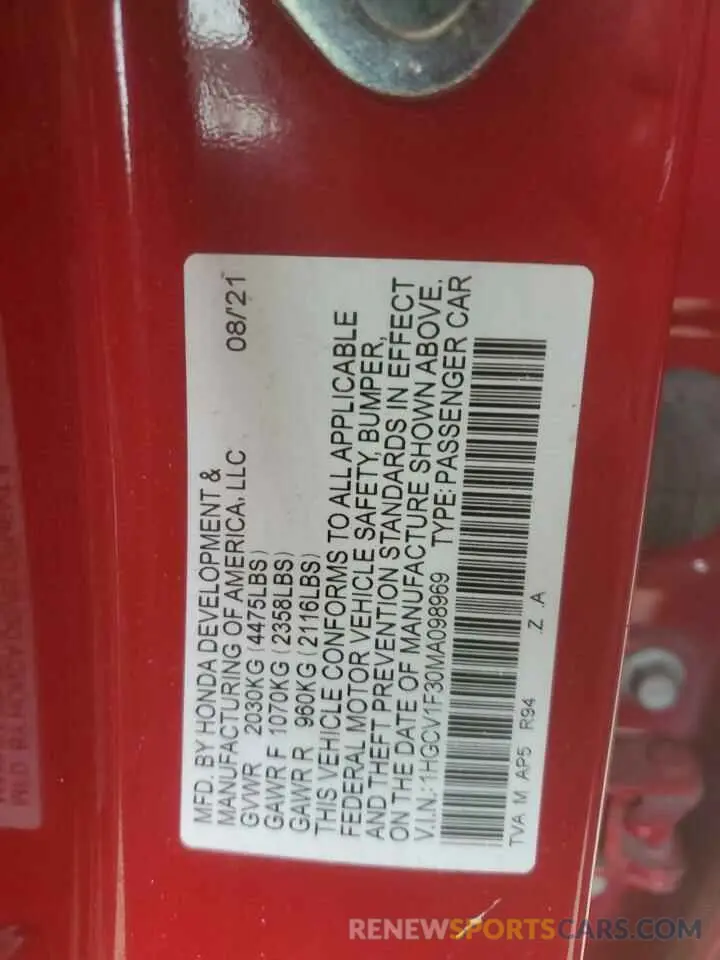 MFD. BY HONDA DEVELOPMENT &
MANUFACTURING OF AMERICA, LLC 08/'21
GVWR 2030KG (4475LBS)
GAWR F 1070KG (2358LBS)
GAWR R 960KG (2116LBS)
THIS VEHICLE CONFORMS TO ALL APPLICABLE
FEDERAL MOTOR VEHICLE SAFETY, BUMPER,
AND THEFT PREVENTION STANDARDS IN EFFECT
ON THE DATE OF MANUFACTURE SHOWN ABOVE.
V.I.N.: 1HGCV1F30MA098969 TYPE: PASSENGER CAR
TVA M AP5 R94 .Z .A
RENEWSPORTSCARS.COM